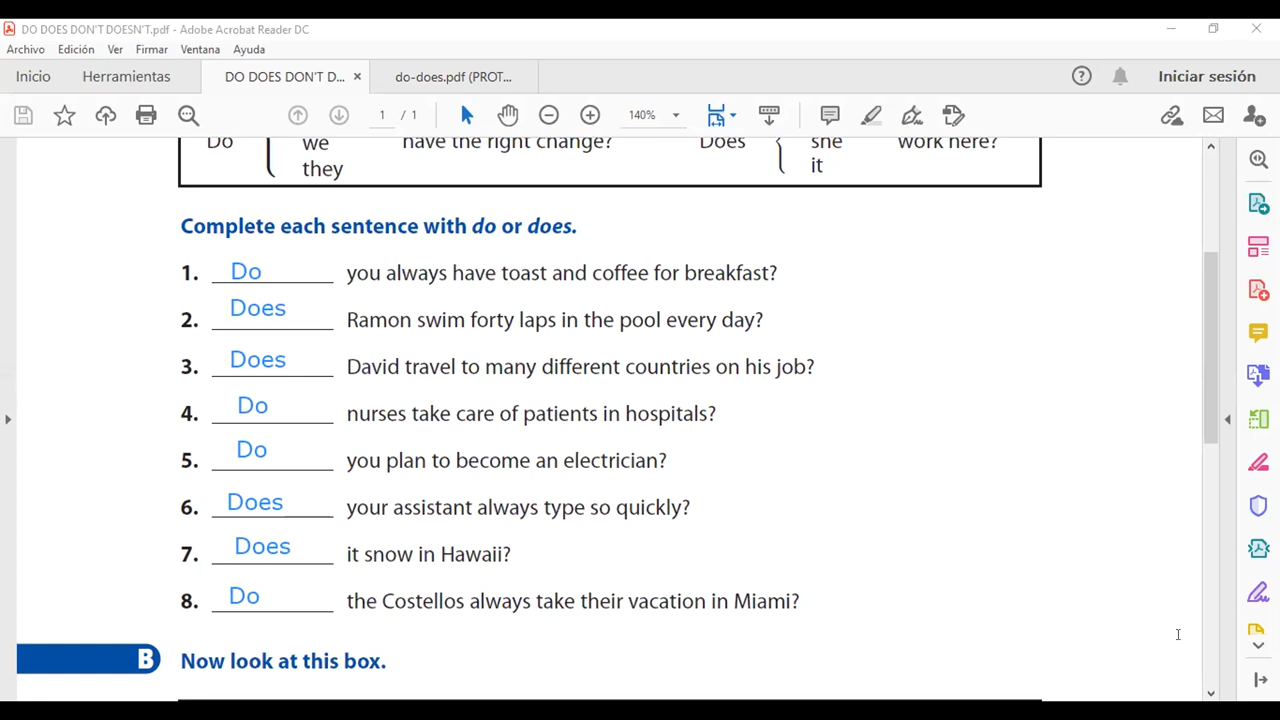 DO DOES DON'T DOESN'T.pdf - Adobe Acrobat Reader DC
Archivo Edición Ver Firmar Ventana Ayuda
Inicio Herramientas DO DOES DON'T D... × do-does.pdf (PROT... Iniciar sesión
1 / 1 140%
Do we have the right change? Does she work here?
they it
Complete each sentence with do or does.
1. Do you always have toast and coffee for breakfast?
2. Does Ramon swim forty laps in the pool every day?
3. Does David travel to many different countries on his job?
4. Do nurses take care of patients in hospitals?
5. Do you plan to become an electrician?
6. Does your assistant always type so quickly?
7. Does it snow in Hawaii?
8. Do the Costellos always take their vacation in Miami?
B Now look at this box.